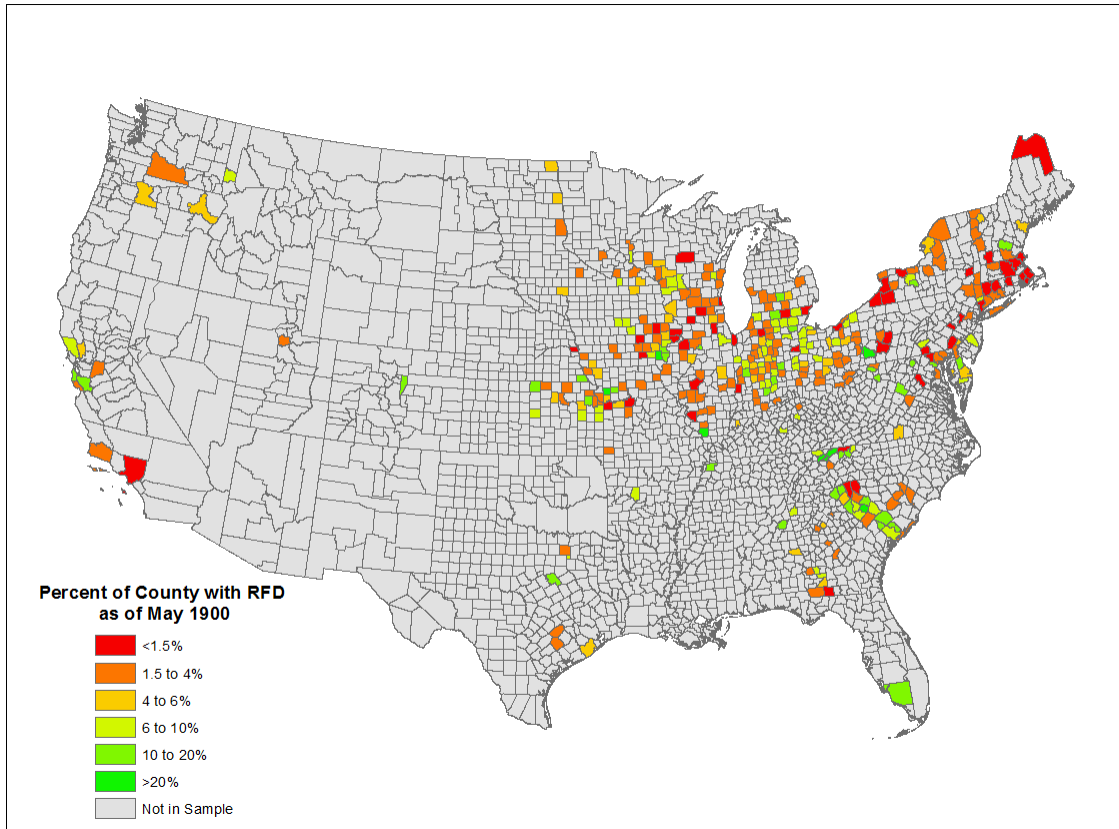 Percent of County with RFD
as of May 1900
<1.5%
1.5 to 4%
4 to 6%
6 to 10%
10 to 20%
>20%
Not in Sample